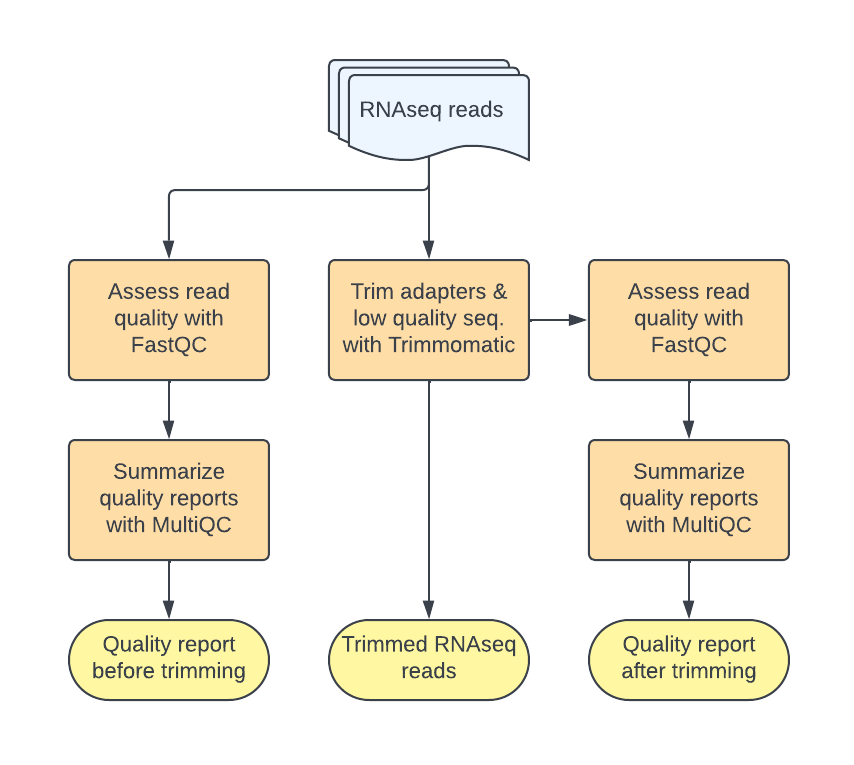 RNAseq reads
Assess read
quality with
FastQC
Trim adapters &
low quality seq.
with Trimmomatic
Assess read
quality with
FastQC
Summarize
quality reports
with MultiQC
Summarize
quality reports
with MultiQC
Quality report
before trimming
Trimmed RNAseq
reads
Quality report
after trimming